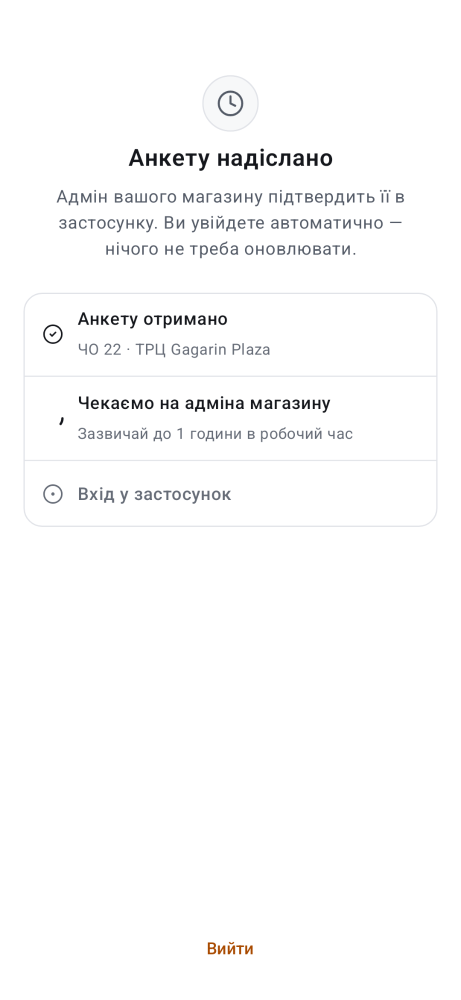 Анкету надіслано
Адмін вашого магазину підтвердить її в
застосунку. Ви увійдете автоматично —
нічого не треба оновлювати.
Анкету отримано
ЧО 22 · ТРЦ Gagarin Plaza
Чекаємо на адміна магазину
Зазвичай до 1 години в робочий час
Вхід у застосунок
Вийти